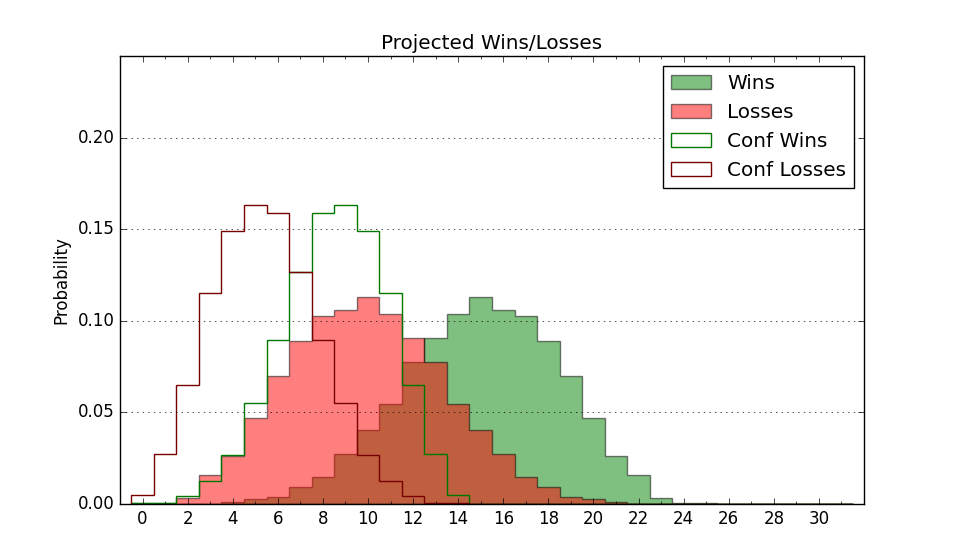 Projected Wins/Losses
Wins
Losses
Conf Wins
Conf Losses
Probability
0.20
0.15
0.10
0.05
0.00
0 2 4 6 8 10 12 14 16 18 20 22 24 26 28 30